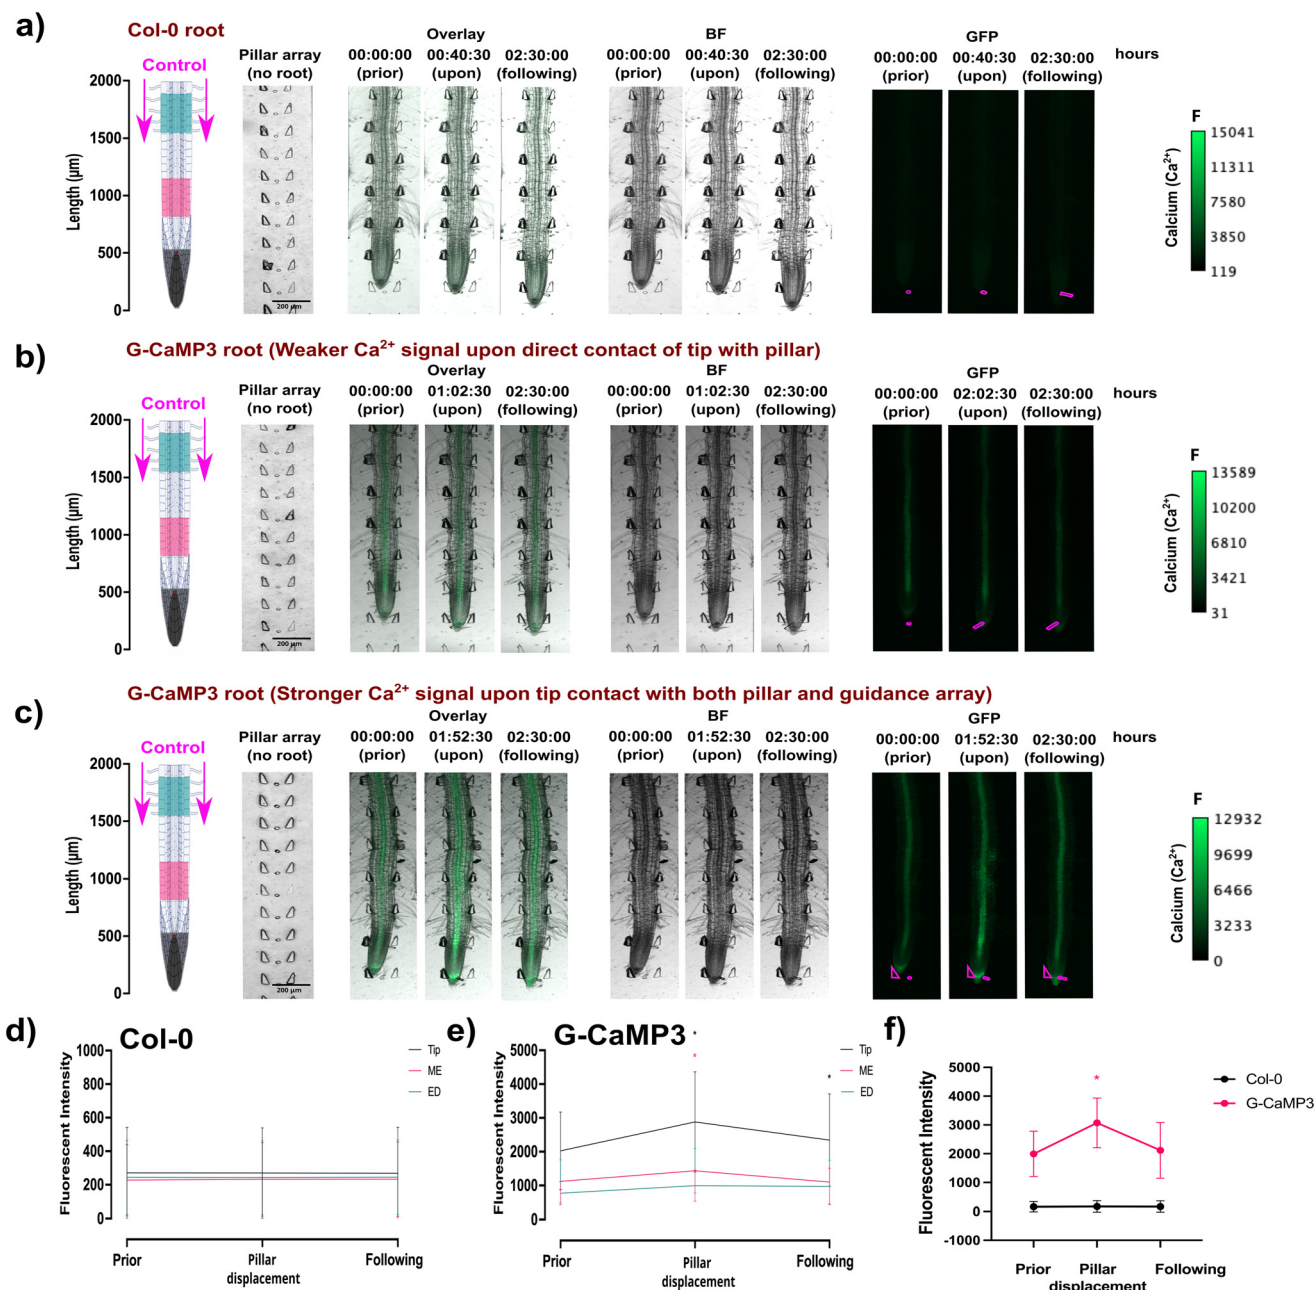 a)
Col-0 root
Control
Length (µm)
2000
1500
1000
500
0
Pillar array
(no root)
200 µm
Overlay
00:00:00 00:40:30 02:30:00
(prior) (upon) (following)
BF
00:00:00 00:40:30 02:30:00
(prior) (upon) (following)
GFP
00:00:00 00:40:30 02:30:00
(prior) (upon) (following)
hours
Calcium (Ca²⁺)
F
15041
11311
7580
3850
119
b)
G-CaMP3 root (Weaker Ca²⁺ signal upon direct contact of tip with pillar)
Control
Length (µm)
2000
1500
1000
500
0
Pillar array
(no root)
200 µm
Overlay
00:00:00 01:02:30 02:30:00
(prior) (upon) (following)
BF
00:00:00 01:02:30 02:30:00
(prior) (upon) (following)
GFP
00:00:00 02:02:30 02:30:00
(prior) (upon) (following)
hours
Calcium (Ca²⁺)
F
13589
10200
6810
3421
31
c)
G-CaMP3 root (Stronger Ca²⁺ signal upon tip contact with both pillar and guidance array)
Control
Length (µm)
2000
1500
1000
500
0
Pillar array
(no root)
200 µm
Overlay
00:00:00 01:52:30 02:30:00
(prior) (upon) (following)
BF
00:00:00 01:52:30 02:30:00
(prior) (upon) (following)
GFP
00:00:00 01:52:30 02:30:00
(prior) (upon) (following)
hours
Calcium (Ca²⁺)
F
12932
9699
6466
3233
0
d)
Col-0
Fluorescent Intensity
1000
800
600
400
200
0
Prior
Pillar
displacement
Following
Tip
ME
ED
e)
G-CaMP3
Fluorescent Intensity
5000
4000
3000
2000
1000
0
*
*
*
Prior
Pillar
displacement
Following
Tip
ME
ED
f)
Fluorescent Intensity
5000
4000
3000
2000
1000
0
-1000
*
Prior
Pillar
displacement
Following
Col-0
G-CaMP3